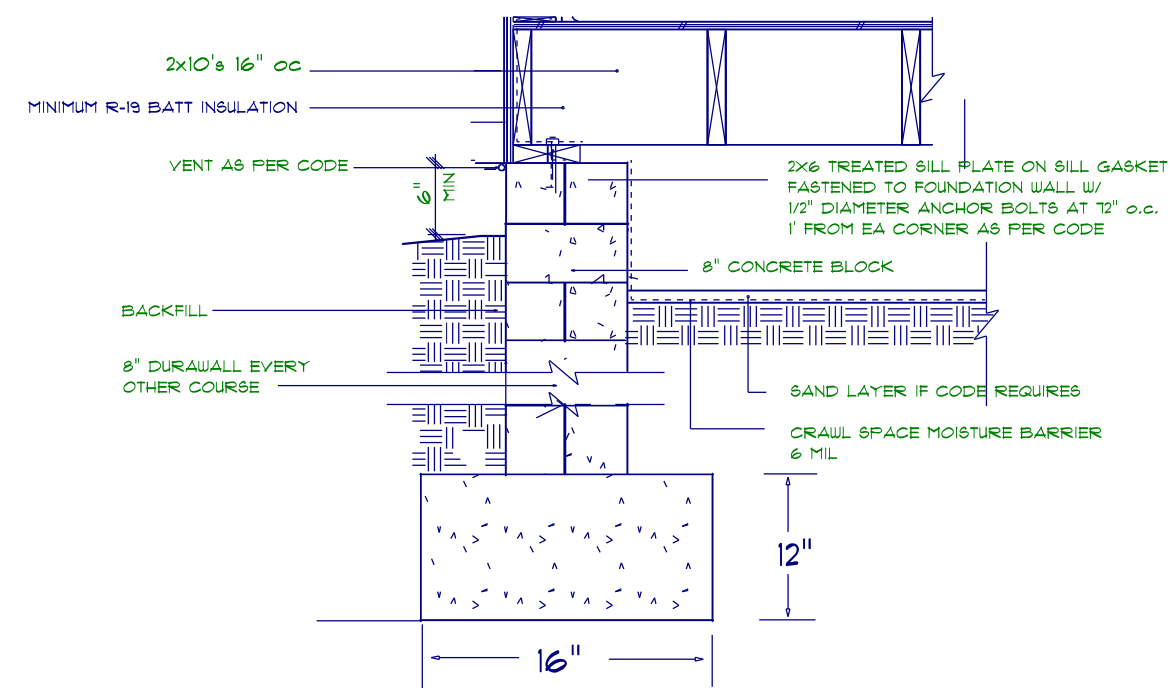 2x10's 16" OC
MINIMUM R-19 BATT INSULATION
VENT AS PER CODE
6"
MIN
2X6 TREATED SILL PLATE ON SILL GASKET
FASTENED TO FOUNDATION WALL W/
1/2" DIAMETER ANCHOR BOLTS AT 72" o.c.
1' FROM EA CORNER AS PER CODE
8" CONCRETE BLOCK
BACKFILL
8" DURAWALL EVERY
OTHER COURSE
SAND LAYER IF CODE REQUIRES
CRAWL SPACE MOISTURE BARRIER
6 MIL
12"
16"